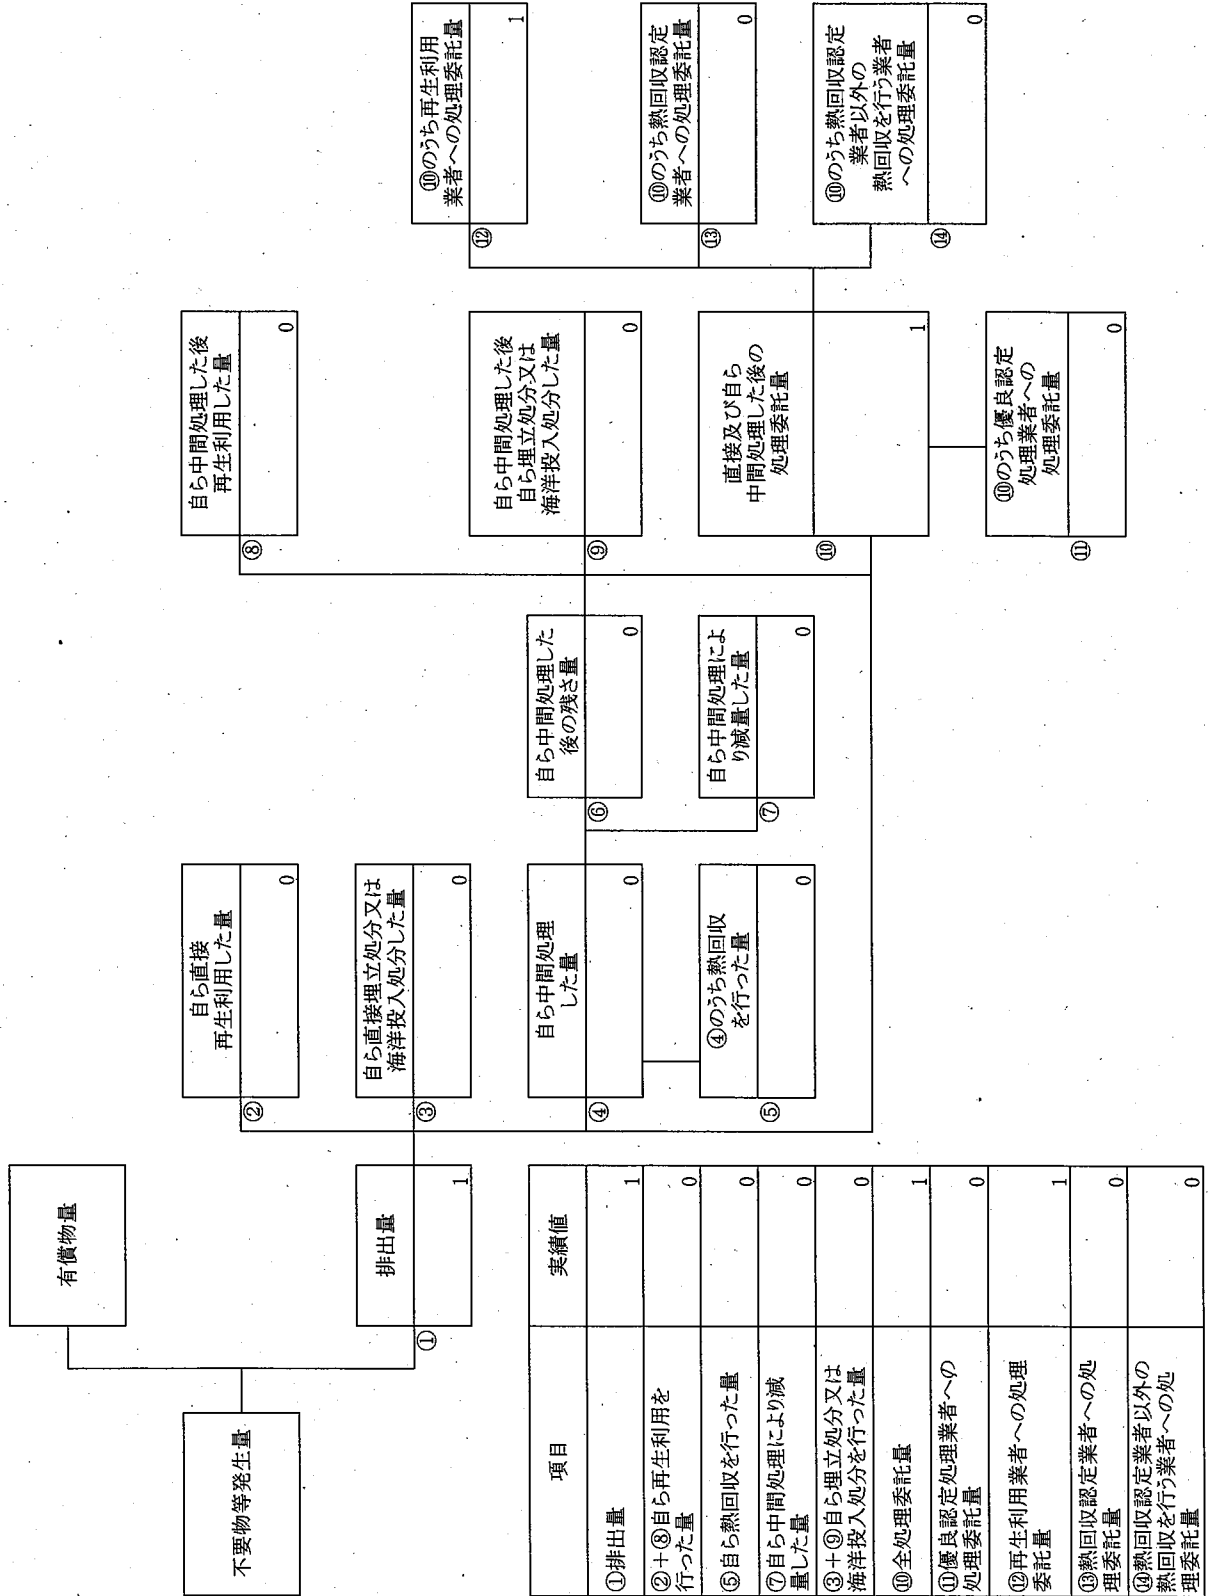 不要物等発生量
有償物量
①
排出量
1
②
自ら直接
再生利用した量
0
③
自ら直接埋立処分又は
海洋投入処分した量
0
④
自ら中間処理
した量
0
⑤
④のうち熱回収
を行った量
0
⑥
自ら中間処理した
後の残さ量
0
⑦
自ら中間処理によ
り減量した量
0
⑧
自ら中間処理した後
再生利用した量
0
⑨
自ら中間処理した後
自ら埋立処分又は
海洋投入処分した量
0
⑩
直接及び自ら
中間処理した後の
処理委託量
1
⑪
⑩のうち優良認定
処理業者への
処理委託量
0
⑫
⑩のうち再生利用
業者への処理委託量
1
⑬
⑩のうち熱回収認定
業者への処理委託量
0
⑭
⑩のうち熱回収認定
業者以外の
熱回収を行う業者
への処理委託量
0
項目 実績値
①排出量 1
②+⑧自ら再生利用を
行った量 0
⑤自ら熱回収を行った量 0
⑦自ら中間処理により減
量した量 0
③+⑨自ら埋立処分又は
海洋投入処分を行った量 0
⑩全処理委託量 1
⑪優良認定処理業者への
処理委託量 0
⑫再生利用業者への処理
委託量 1
⑬熱回収認定業者への処
理委託量 0
⑭熱回収認定業者以外の
熱回収を行う業者への処
理委託量 0